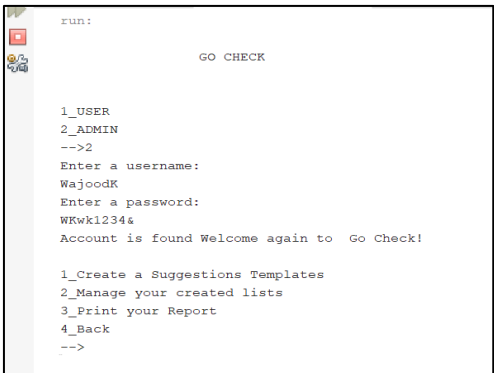 run:
GO CHECK
1_USER
2_ADMIN
-->2
Enter a username:
WajoodK
Enter a password:
WKwk1234&
Account is found Welcome again to  Go Check!
1_Create a Suggestions Templates
2_Manage your created lists
3_Print your Report
4_Back
-->